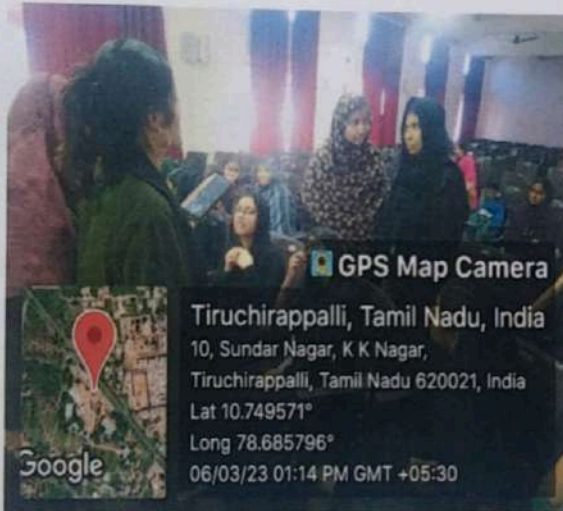 GPS Map Camera
Tiruchirappalli, Tamil Nadu, India
10, Sundar Nagar, K K Nagar,
Tiruchirappalli, Tamil Nadu 620021, India
Lat 10.749571°
Long 78.685796°
06/03/23 01:14 PM GMT +05:30
Google